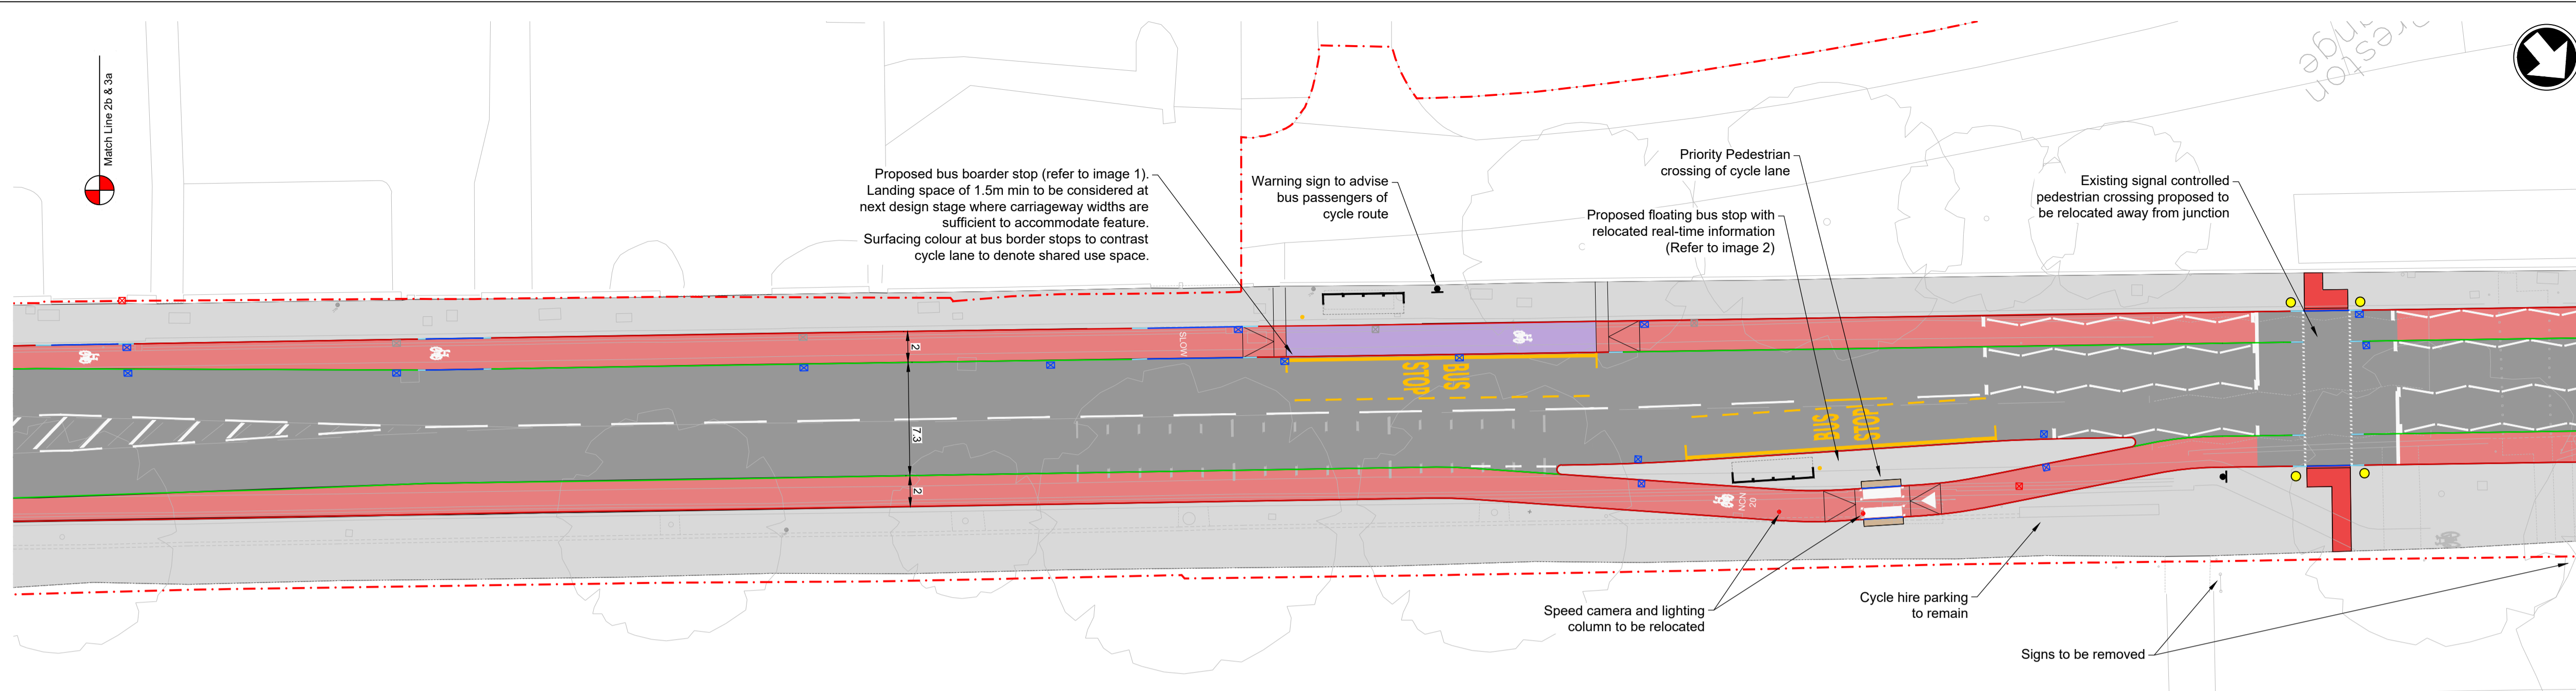 Match Line 2b & 3a
Proposed bus boarder stop (refer to image 1).
Landing space of 1.5m min to be considered at
next design stage where carriageway widths are
sufficient to accommodate feature.
Surfacing colour at bus border stops to contrast
cycle lane to denote shared use space.
Warning sign to advise
bus passengers of
cycle route
Priority Pedestrian
crossing of cycle lane
Proposed floating bus stop with
relocated real-time information
(Refer to image 2)
Existing signal controlled
pedestrian crossing proposed to
be relocated away from junction
SLOW
2
7.3
2
BUS
STOP
BUS
STOP
NCN
20
Speed camera and lighting
column to be relocated
Cycle hire parking
to remain
Signs to be removed